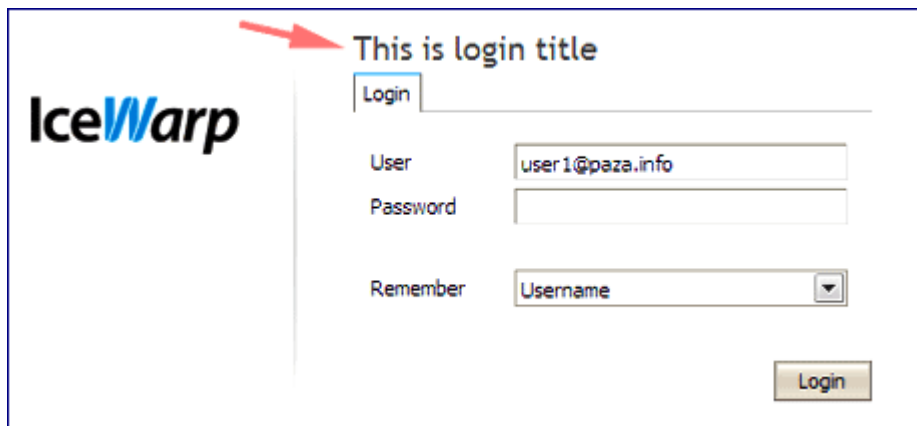 This is login title
Login
IceWarp
User user1@paza.info
Password
Remember Username
Login